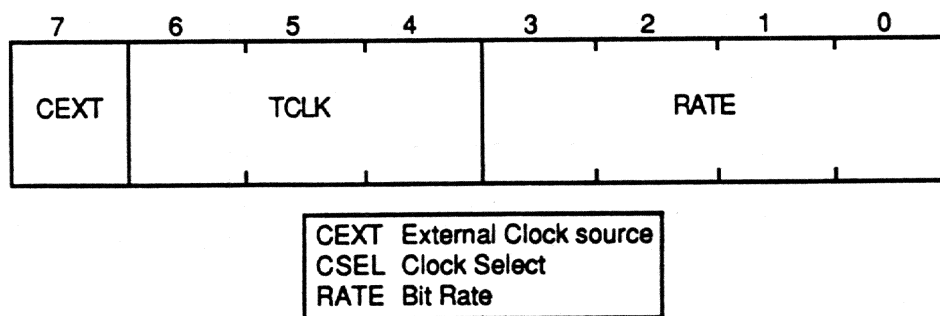 7 6 5 4 3 2 1 0
CEXT TCLK RATE
CEXT External Clock source
CSEL Clock Select
RATE Bit Rate